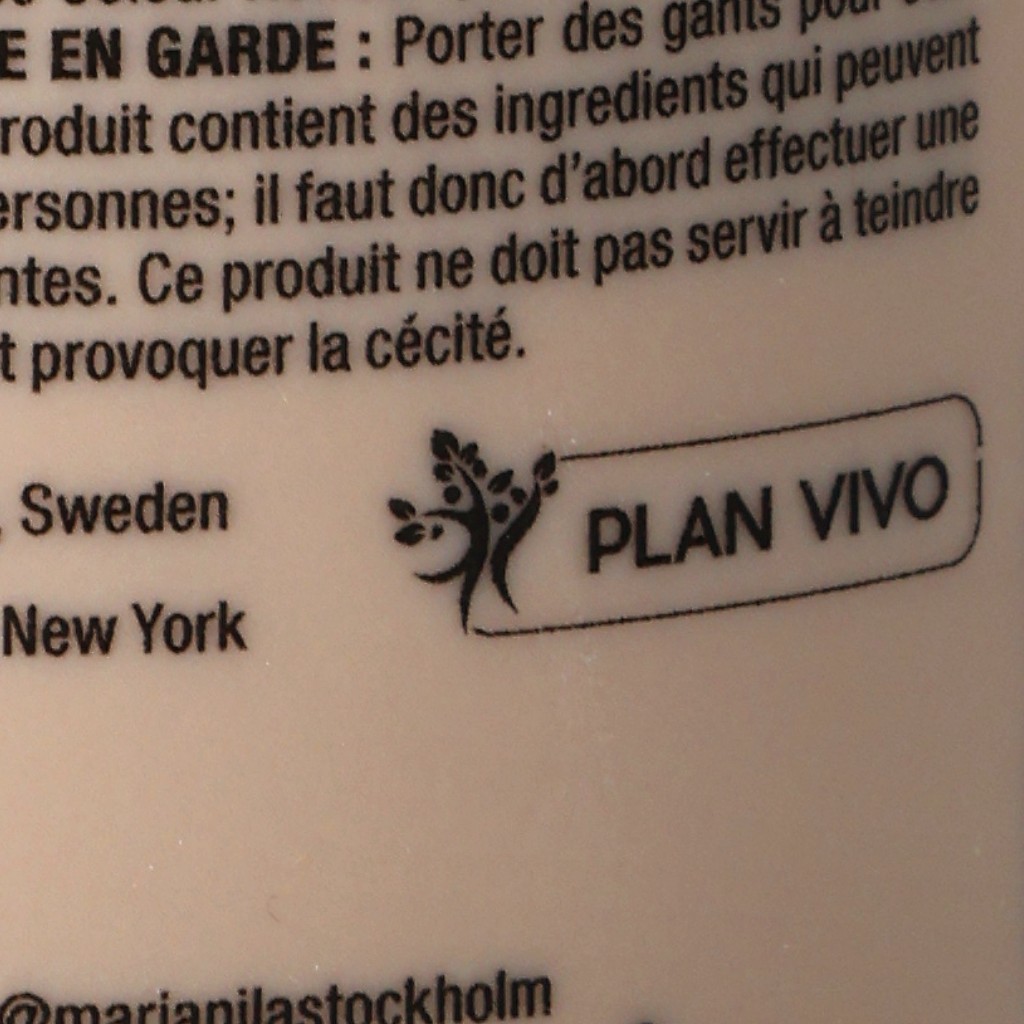 E EN GARDE : Porter des gants pour
roduit contient des ingredients qui peuvent
ersonnes; il faut donc d'abord effectuer une
ntes. Ce produit ne doit pas servir à teindre
t provoquer la cécité.
, Sweden
PLAN VIVO
New York
@marianilastockholm